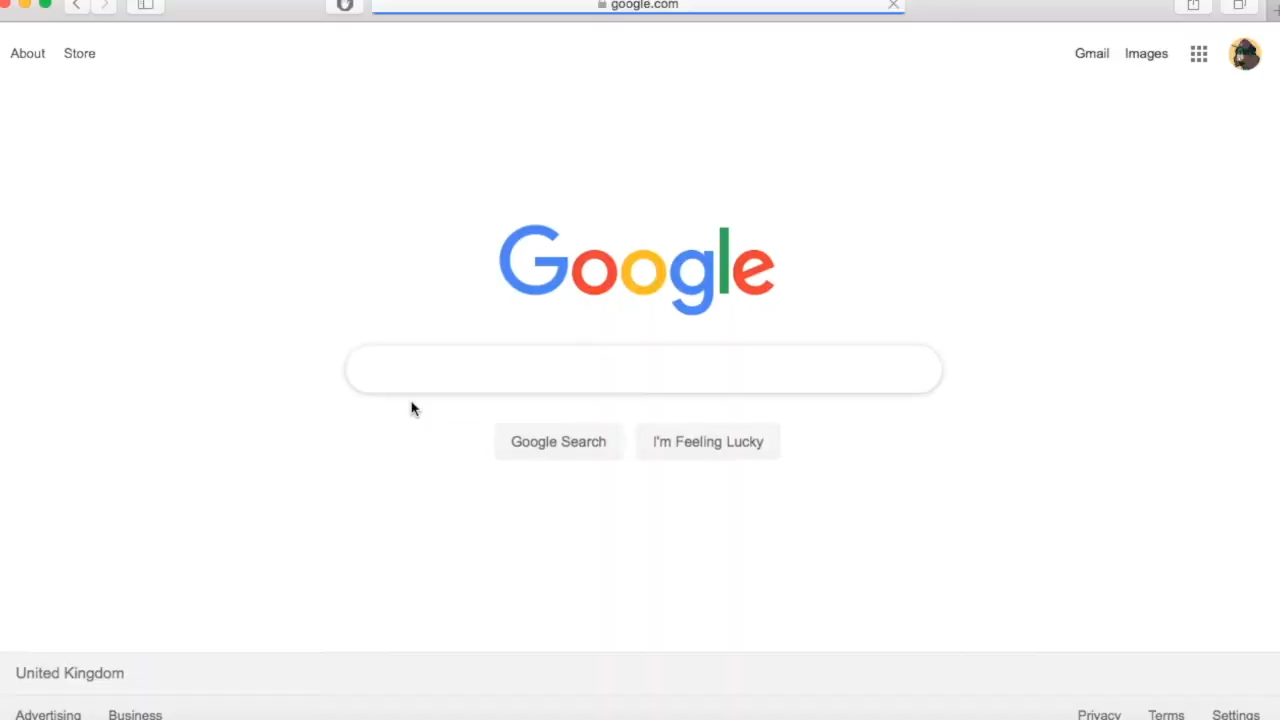 google.com
About Store
Gmail Images
Google
Google Search I'm Feeling Lucky
United Kingdom
Advertising Business
Privacy Terms Settings